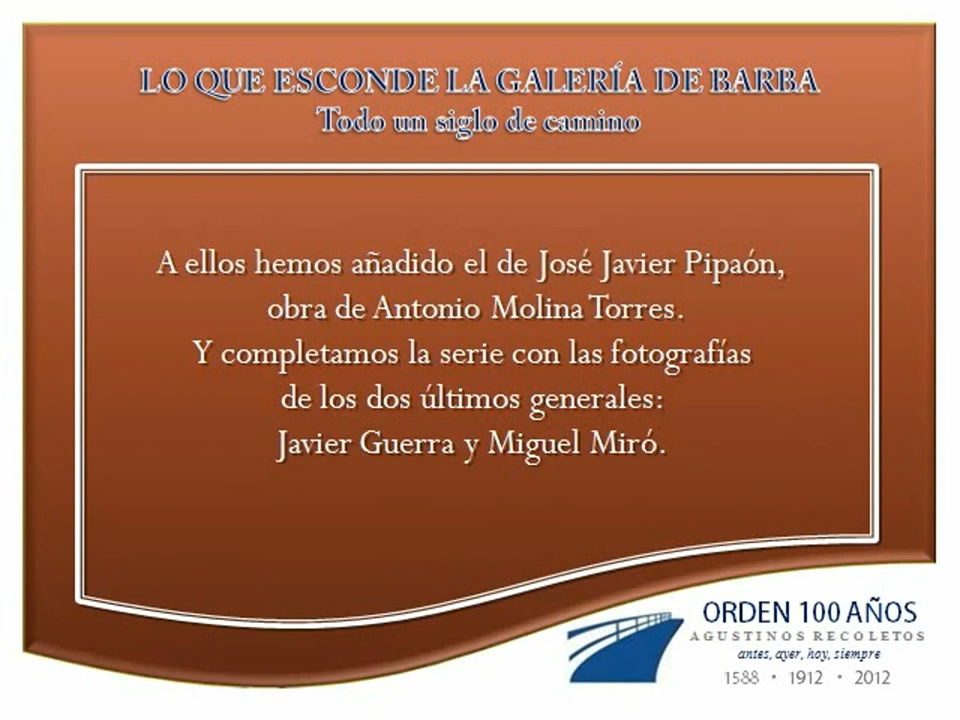 LO QUE ESCONDE LA GALERÍA DE BARBA
Todo un siglo de camino
A ellos hemos añadido el de José Javier Pipaón,
obra de Antonio Molina Torres.
Y completamos la serie con las fotografías
de los dos últimos generales:
Javier Guerra y Miguel Miró.
ORDEN 100 AÑOS
AGUSTINOS RECOLETOS
antes, ayer, hoy, siempre
1588 • 1912 • 2012